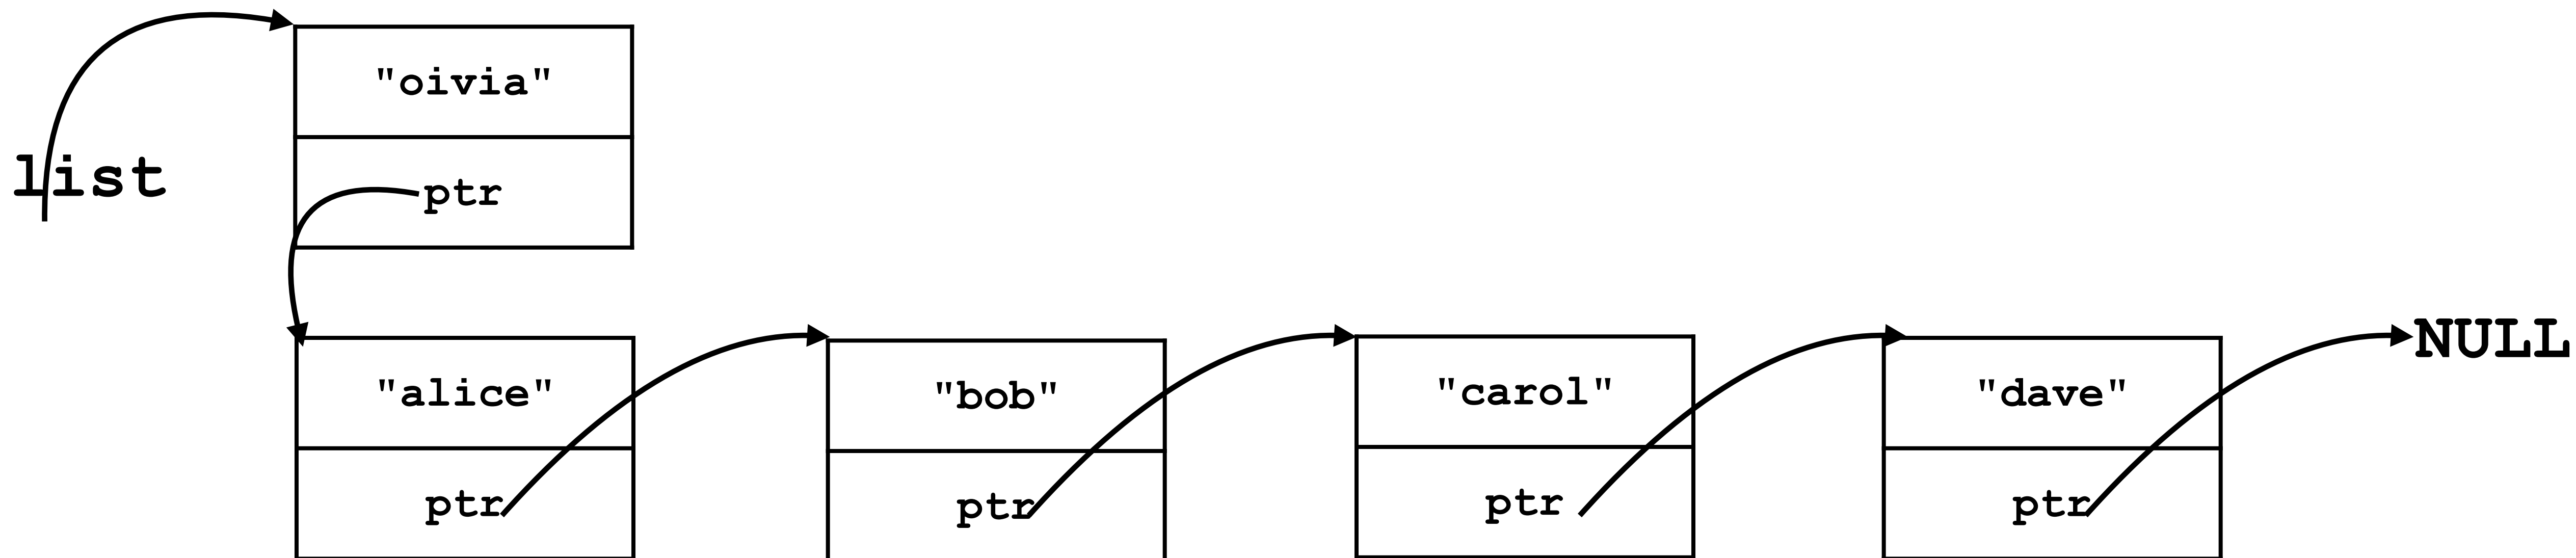 "oivia"
list
ptr
NULL
"alice"
"bob"
"carol"
"dave"
ptr
ptr
ptr
ptr